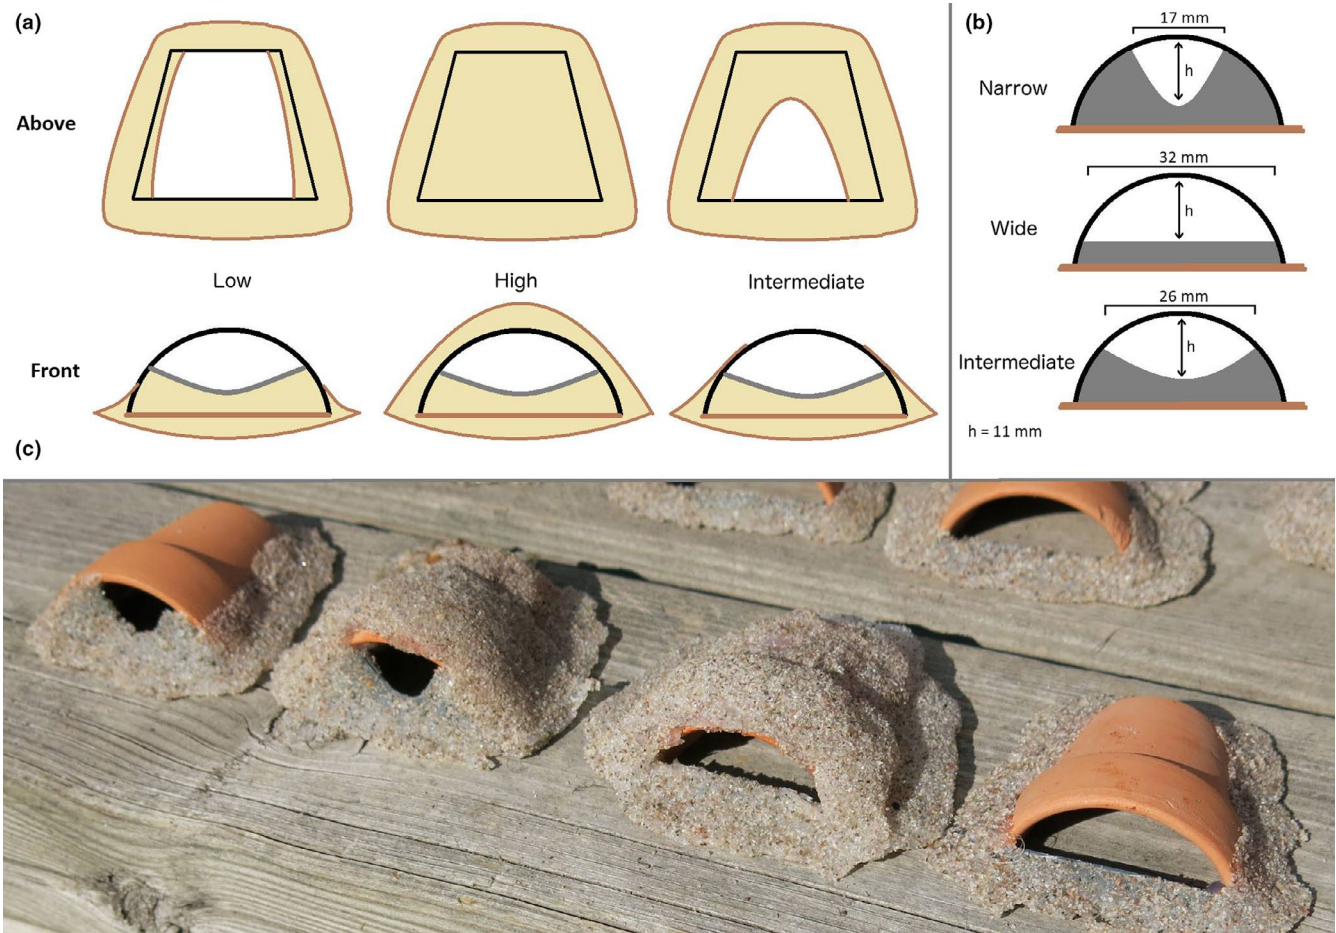 (a)
Above
Low
High
Intermediate
Front
(b)
17 mm
h
Narrow
32 mm
h
Wide
26 mm
h
Intermediate
h = 11 mm
(c)